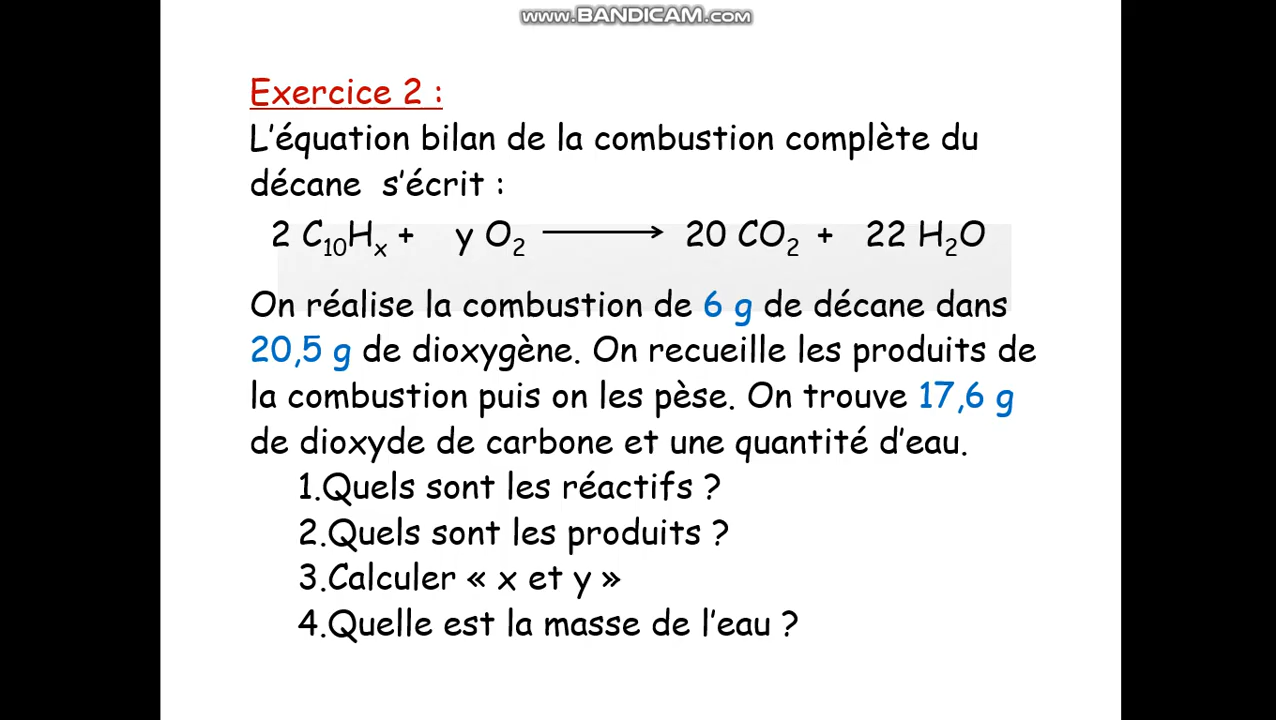 www.BANDICAM.com
Exercice 2 :
L'équation bilan de la combustion complète du
décane s'écrit :
2 C₁₀Hₓ + y O₂ ⟶ 20 CO₂ + 22 H₂O
On réalise la combustion de 6 g de décane dans
20,5 g de dioxygène. On recueille les produits de
la combustion puis on les pèse. On trouve 17,6 g
de dioxyde de carbone et une quantité d'eau.
1.Quels sont les réactifs ?
2.Quels sont les produits ?
3.Calculer « x et y »
4.Quelle est la masse de l'eau ?